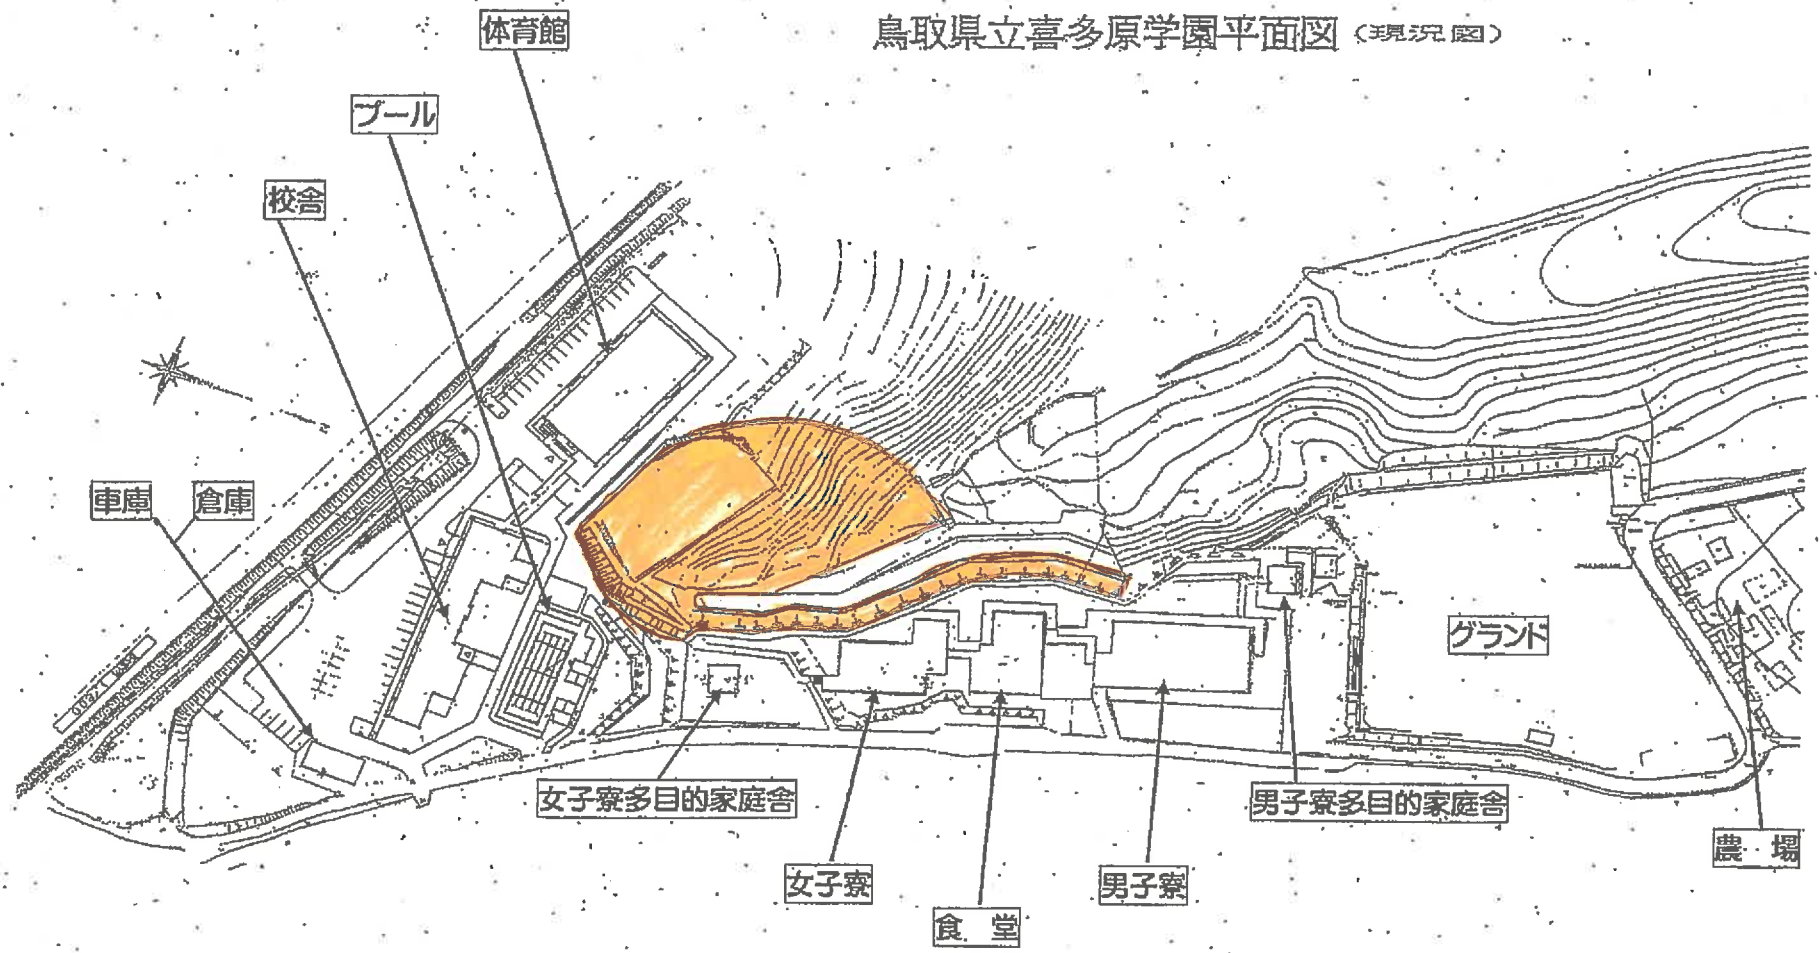 鳥取県立喜多原学園平面図（現況図）
体育館
プール
校舎
車庫
倉庫
グランド
女子寮多目的家庭舎
男子寮多目的家庭舎
農場
女子寮
男子寮
食堂